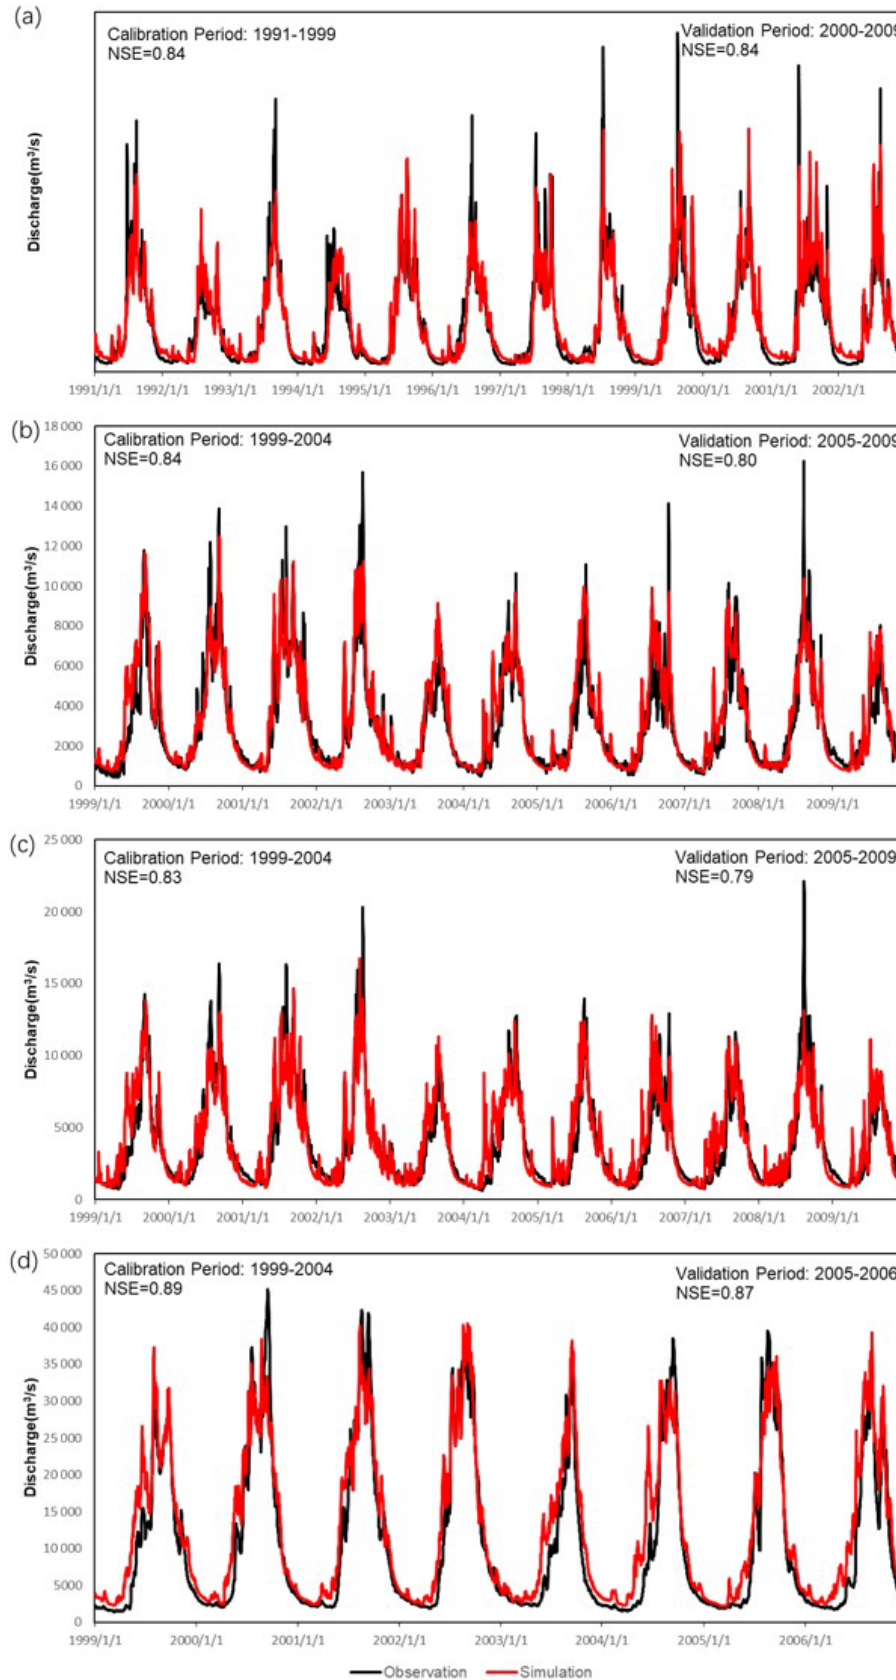 (a)
Calibration Period: 1991-1999
NSE=0.84
Validation Period: 2000-2009
NSE=0.84
Discharge(m³/s)
1991/1/1 1992/1/1 1993/1/1 1994/1/1 1995/1/1 1996/1/1 1997/1/1 1998/1/1 1999/1/1 2000/1/1 2001/1/1 2002/1/1
(b)
18 000
Calibration Period: 1999-2004
NSE=0.84
Validation Period: 2005-2009
NSE=0.80
16 000
14 000
12 000
10 000
8000
6000
4000
2000
0
Discharge(m³/s)
1999/1/1 2000/1/1 2001/1/1 2002/1/1 2003/1/1 2004/1/1 2005/1/1 2006/1/1 2007/1/1 2008/1/1 2009/1/1
(c)
25 000
Calibration Period: 1999-2004
NSE=0.83
Validation Period: 2005-2009
NSE=0.79
20 000
15 000
10 000
5000
0
Discharge(m³/s)
1999/1/1 2000/1/1 2001/1/1 2002/1/1 2003/1/1 2004/1/1 2005/1/1 2006/1/1 2007/1/1 2008/1/1 2009/1/1
(d)
50 000
Calibration Period: 1999-2004
NSE=0.89
Validation Period: 2005-2006
NSE=0.87
45 000
40 000
35 000
30 000
25 000
20 000
15 000
10 000
5000
0
Discharge(m³/s)
1999/1/1 2000/1/1 2001/1/1 2002/1/1 2003/1/1 2004/1/1 2005/1/1 2006/1/1
Observation Simulation